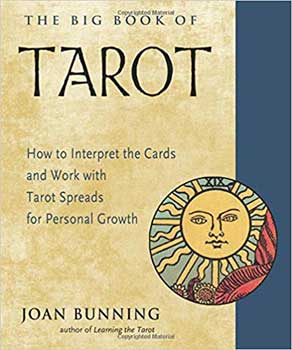 THE BIG BOOK OF
TAROT
How to Interpret the Cards
and Work with
Tarot Spreads
for Personal Growth
XIX
JOAN BUNNING
author of Learning the Tarot